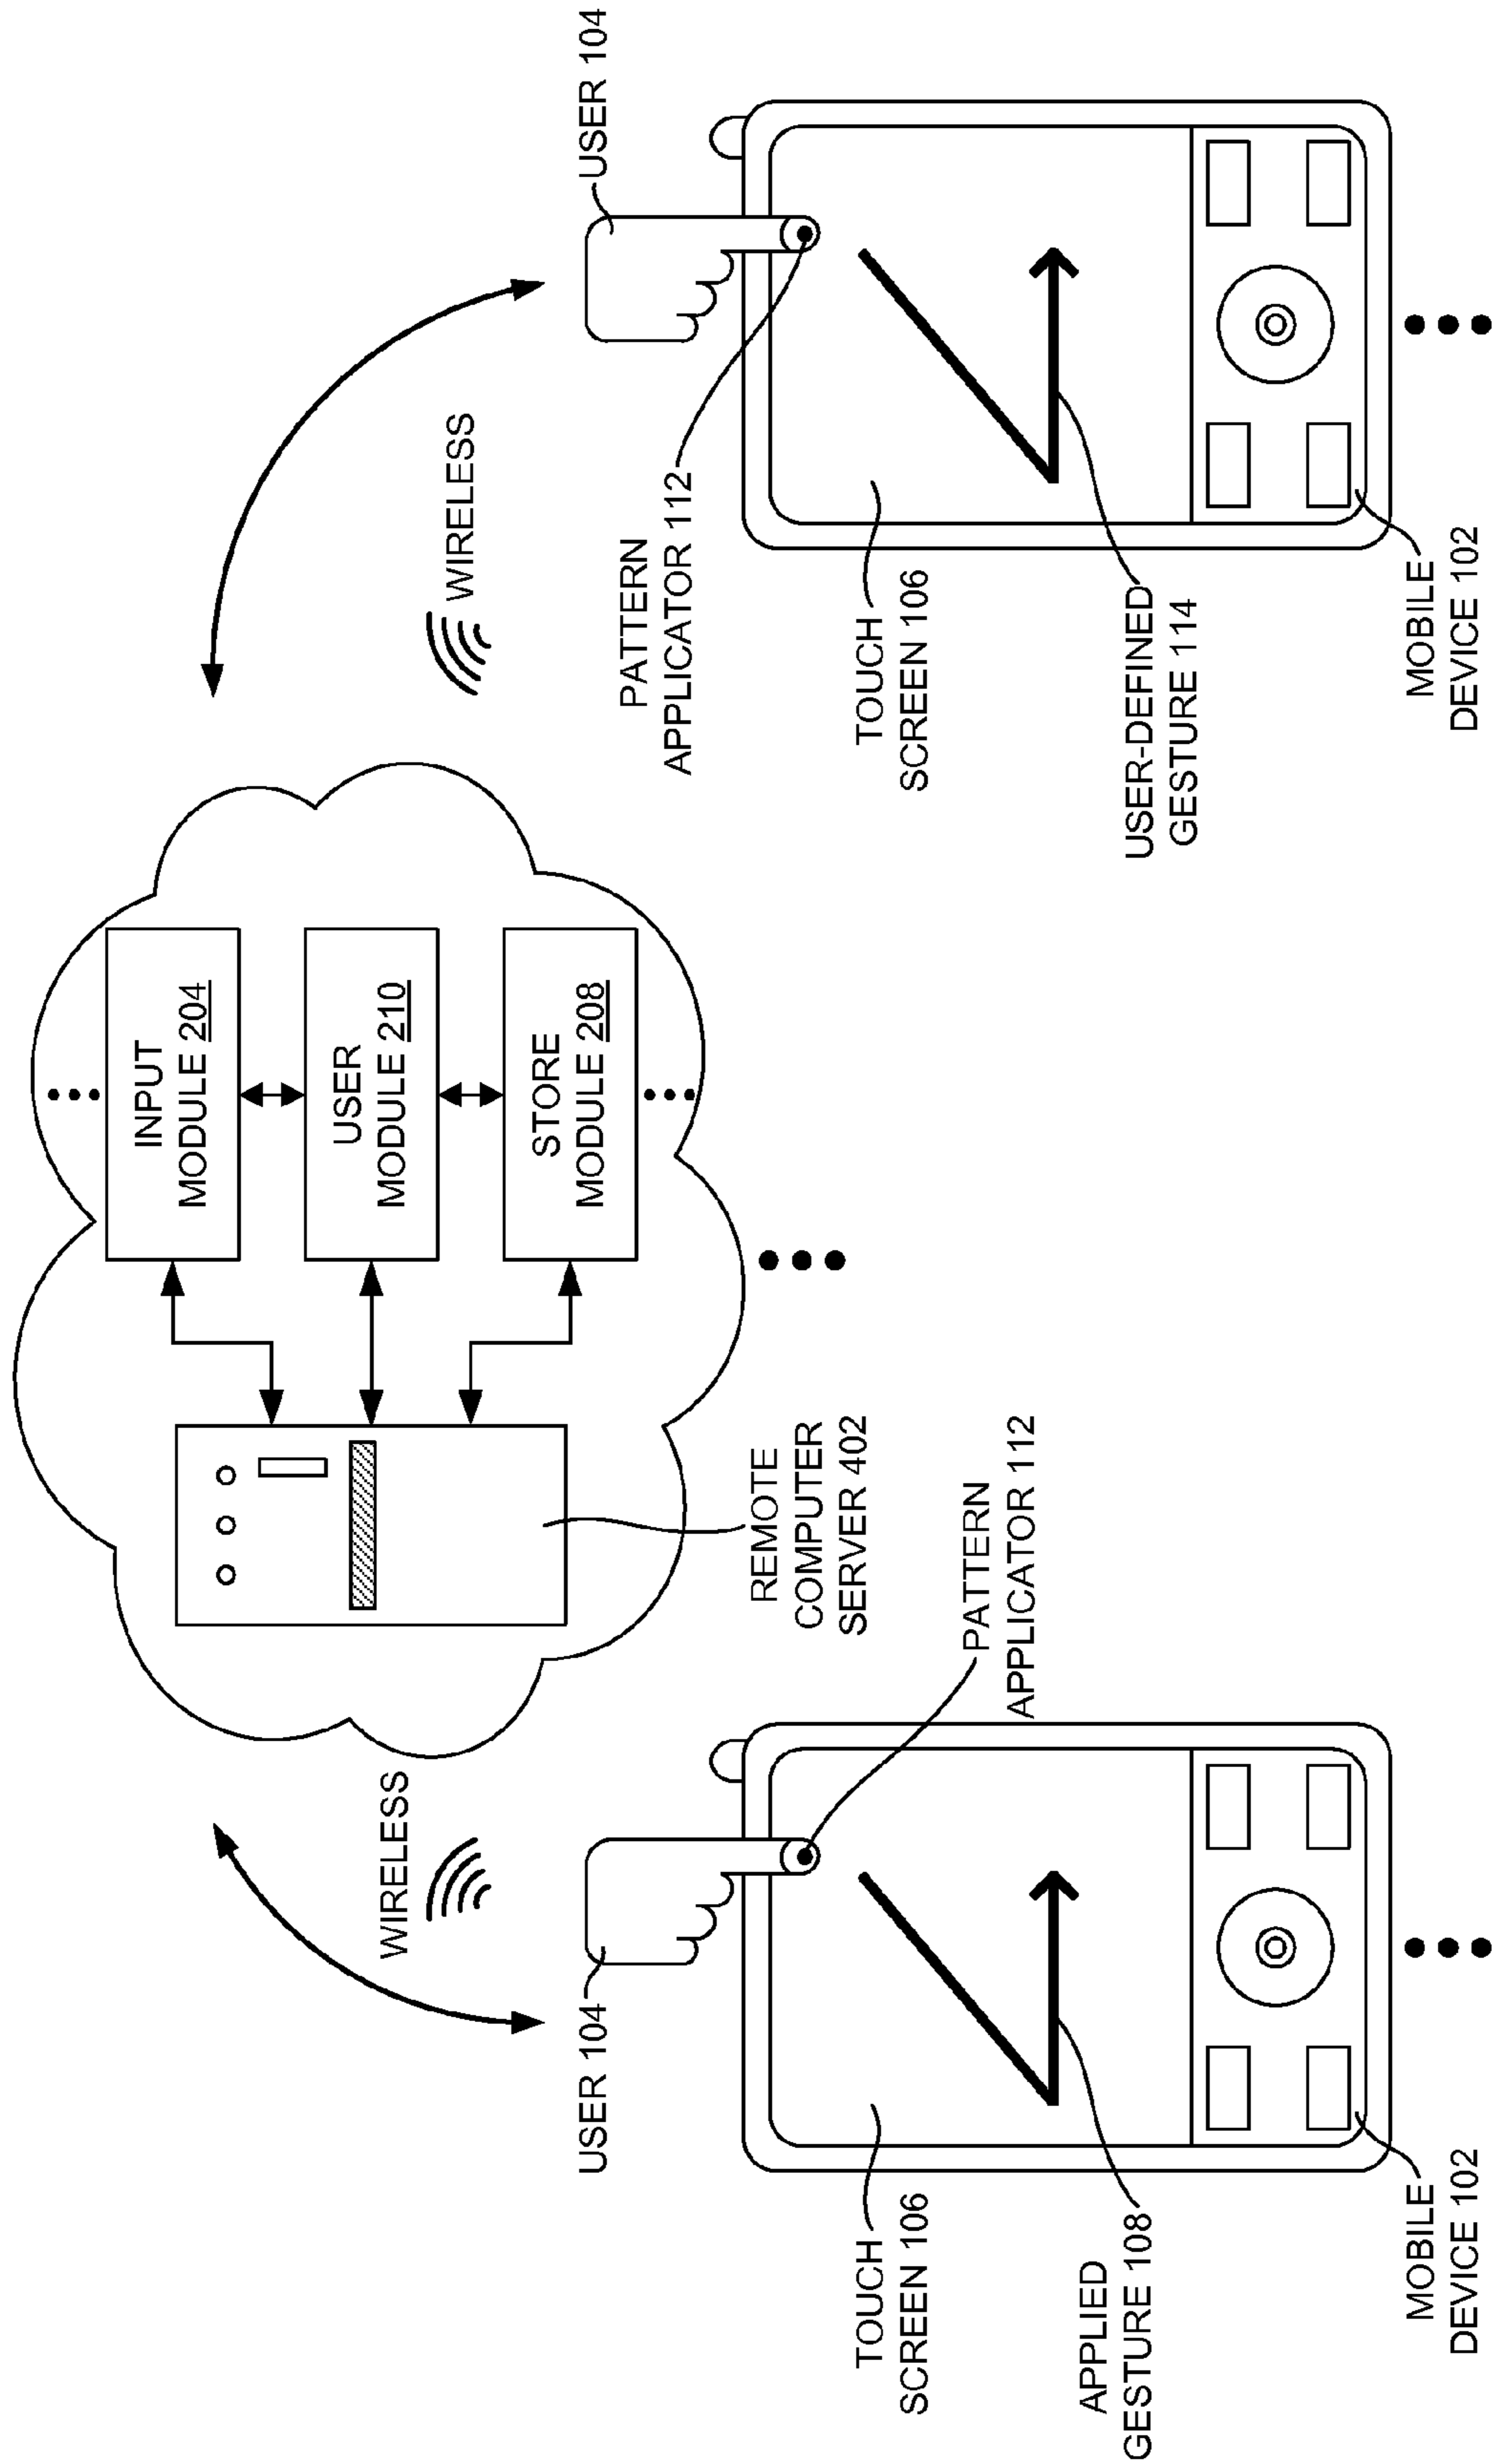 WIRELESS
WIRELESS
INPUT
MODULE 204
USER
MODULE 210
STORE
MODULE 208
REMOTE
COMPUTER
SERVER 402
USER 104
PATTERN
APPLICATOR 112
TOUCH
SCREEN 106
APPLIED
GESTURE 108
MOBILE
DEVICE 102
USER 104
PATTERN
APPLICATOR 112
TOUCH
SCREEN 106
USER-DEFINED
GESTURE 114
MOBILE
DEVICE 102